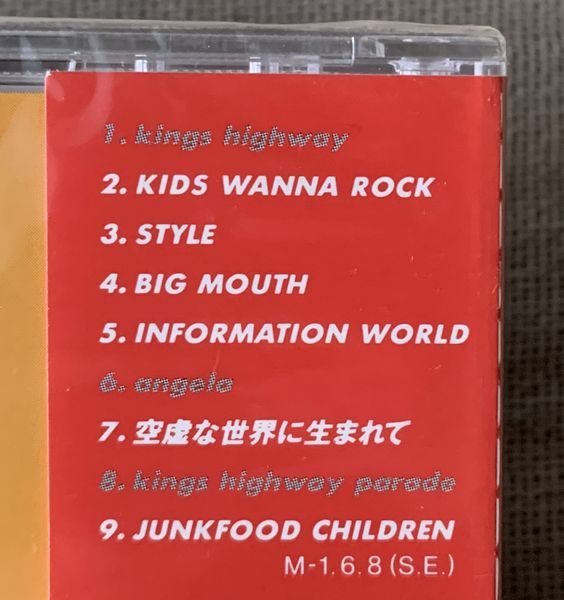 1. kings highway
2. KIDS WANNA ROCK
3. STYLE
4. BIG MOUTH
5. INFORMATION WORLD
6. angela
7. 空虚な世界に生まれて
8. kings highway parade
9. JUNKFOOD CHILDREN
M-1.6.8 (S.E.)